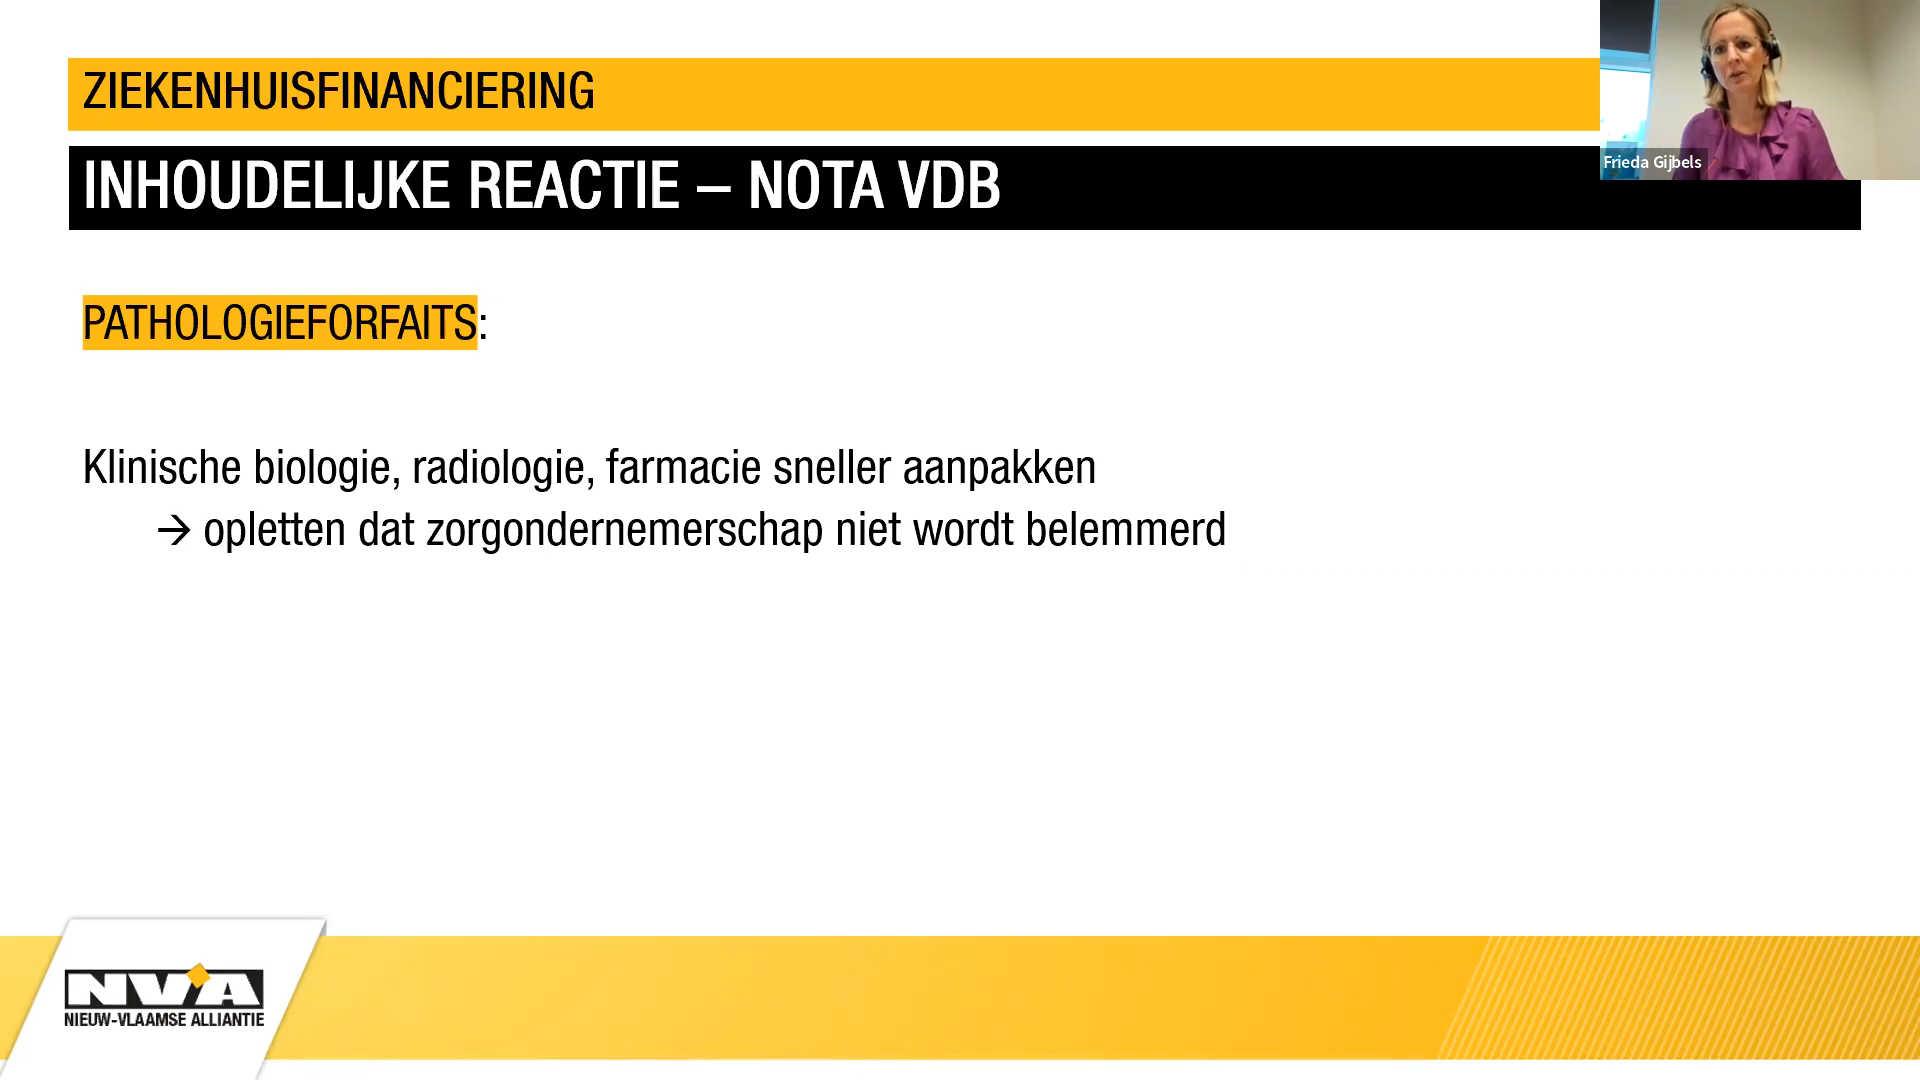 ZIEKENHUISFINANCIERING
INHOUDELIJKE REACTIE – NOTA VDB
Frieda Gijbels
PATHOLOGIEFORFAITS:
Klinische biologie, radiologie, farmacie sneller aanpakken
→ opletten dat zorgondernemerschap niet wordt belemmerd
N-VA
NIEUW-VLAAMSE ALLIANTIE